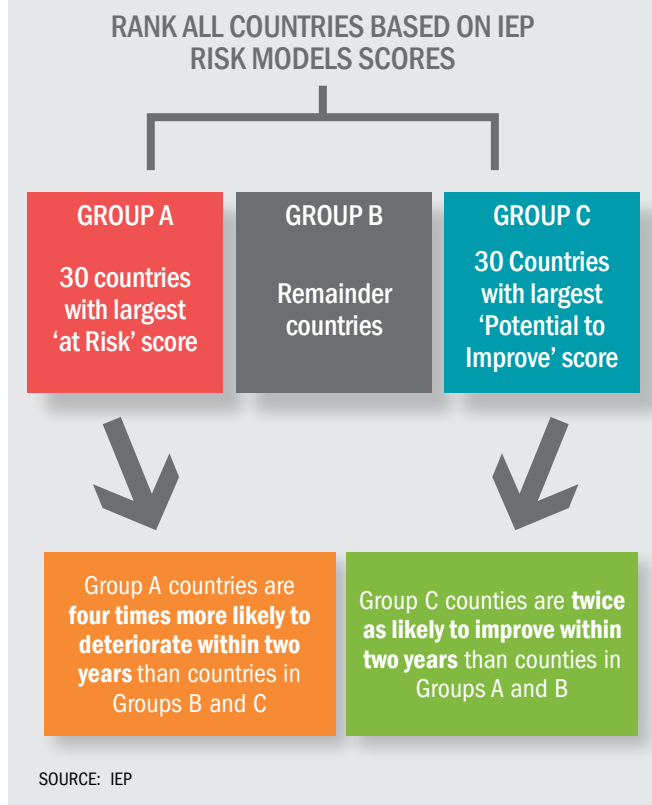 RANK ALL COUNTRIES BASED ON IEP
RISK MODELS SCORES
GROUP A
30 countries
with largest
‘at Risk’ score
GROUP B
Remainder
countries
GROUP C
30 Countries
with largest
‘Potential to
Improve’ score
Group A countries are
four times more likely to
deteriorate within two
years than countries in
Groups B and C
Group C counties are twice
as likely to improve within
two years than counties in
Groups A and B
SOURCE: IEP